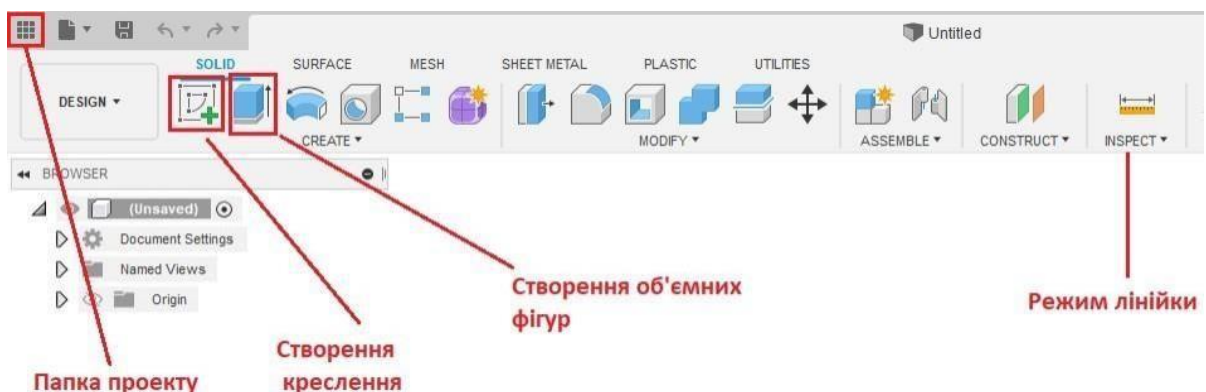 Untitled
SOLID SURFACE MESH SHEET METAL PLASTIC UTILITIES
DESIGN
CREATE MODIFY ASSEMBLE CONSTRUCT INSPECT
BROWSER
(Unsaved)
Document Settings
Named Views
Origin
Створення об'ємних
фігур
Режим лінійки
Створення
креслення
Папка проекту